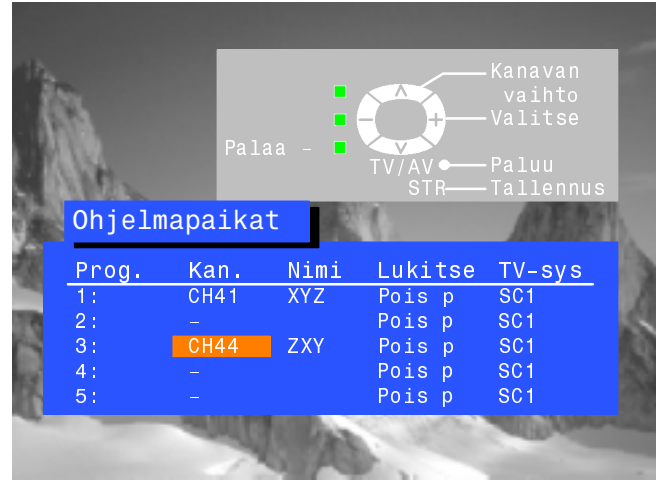 Kanavan
vaihto
Valitse
Palaa –
TV/AV Paluu
STR Tallennus
Ohjelmapaikat
Prog. Kan. Nimi Lukitse TV-sys
1: CH41 XYZ Pois p SC1
2: – Pois p SC1
3: CH44 ZXY Pois p SC1
4: – Pois p SC1
5: – Pois p SC1